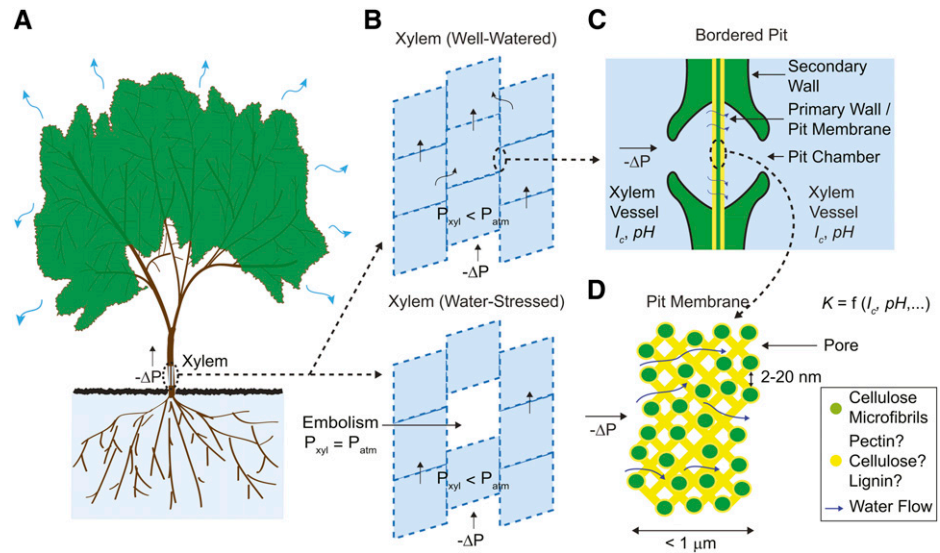 A
Xylem
-ΔP
B
Xylem (Well-Watered)
P_xyl < P_atm
-ΔP
Xylem (Water-Stressed)
Embolism
P_xyl = P_atm
P_xyl < P_atm
-ΔP
C
Bordered Pit
Secondary
Wall
Primary Wall /
Pit Membrane
Pit Chamber
-ΔP
Xylem
Vessel
I_c, pH
Xylem
Vessel
I_c, pH
D
Pit Membrane
K = f (I_c, pH,...)
Pore
2-20 nm
-ΔP
< 1 μm
Cellulose
Microfibrils
Pectin?
Cellulose?
Lignin?
Water Flow